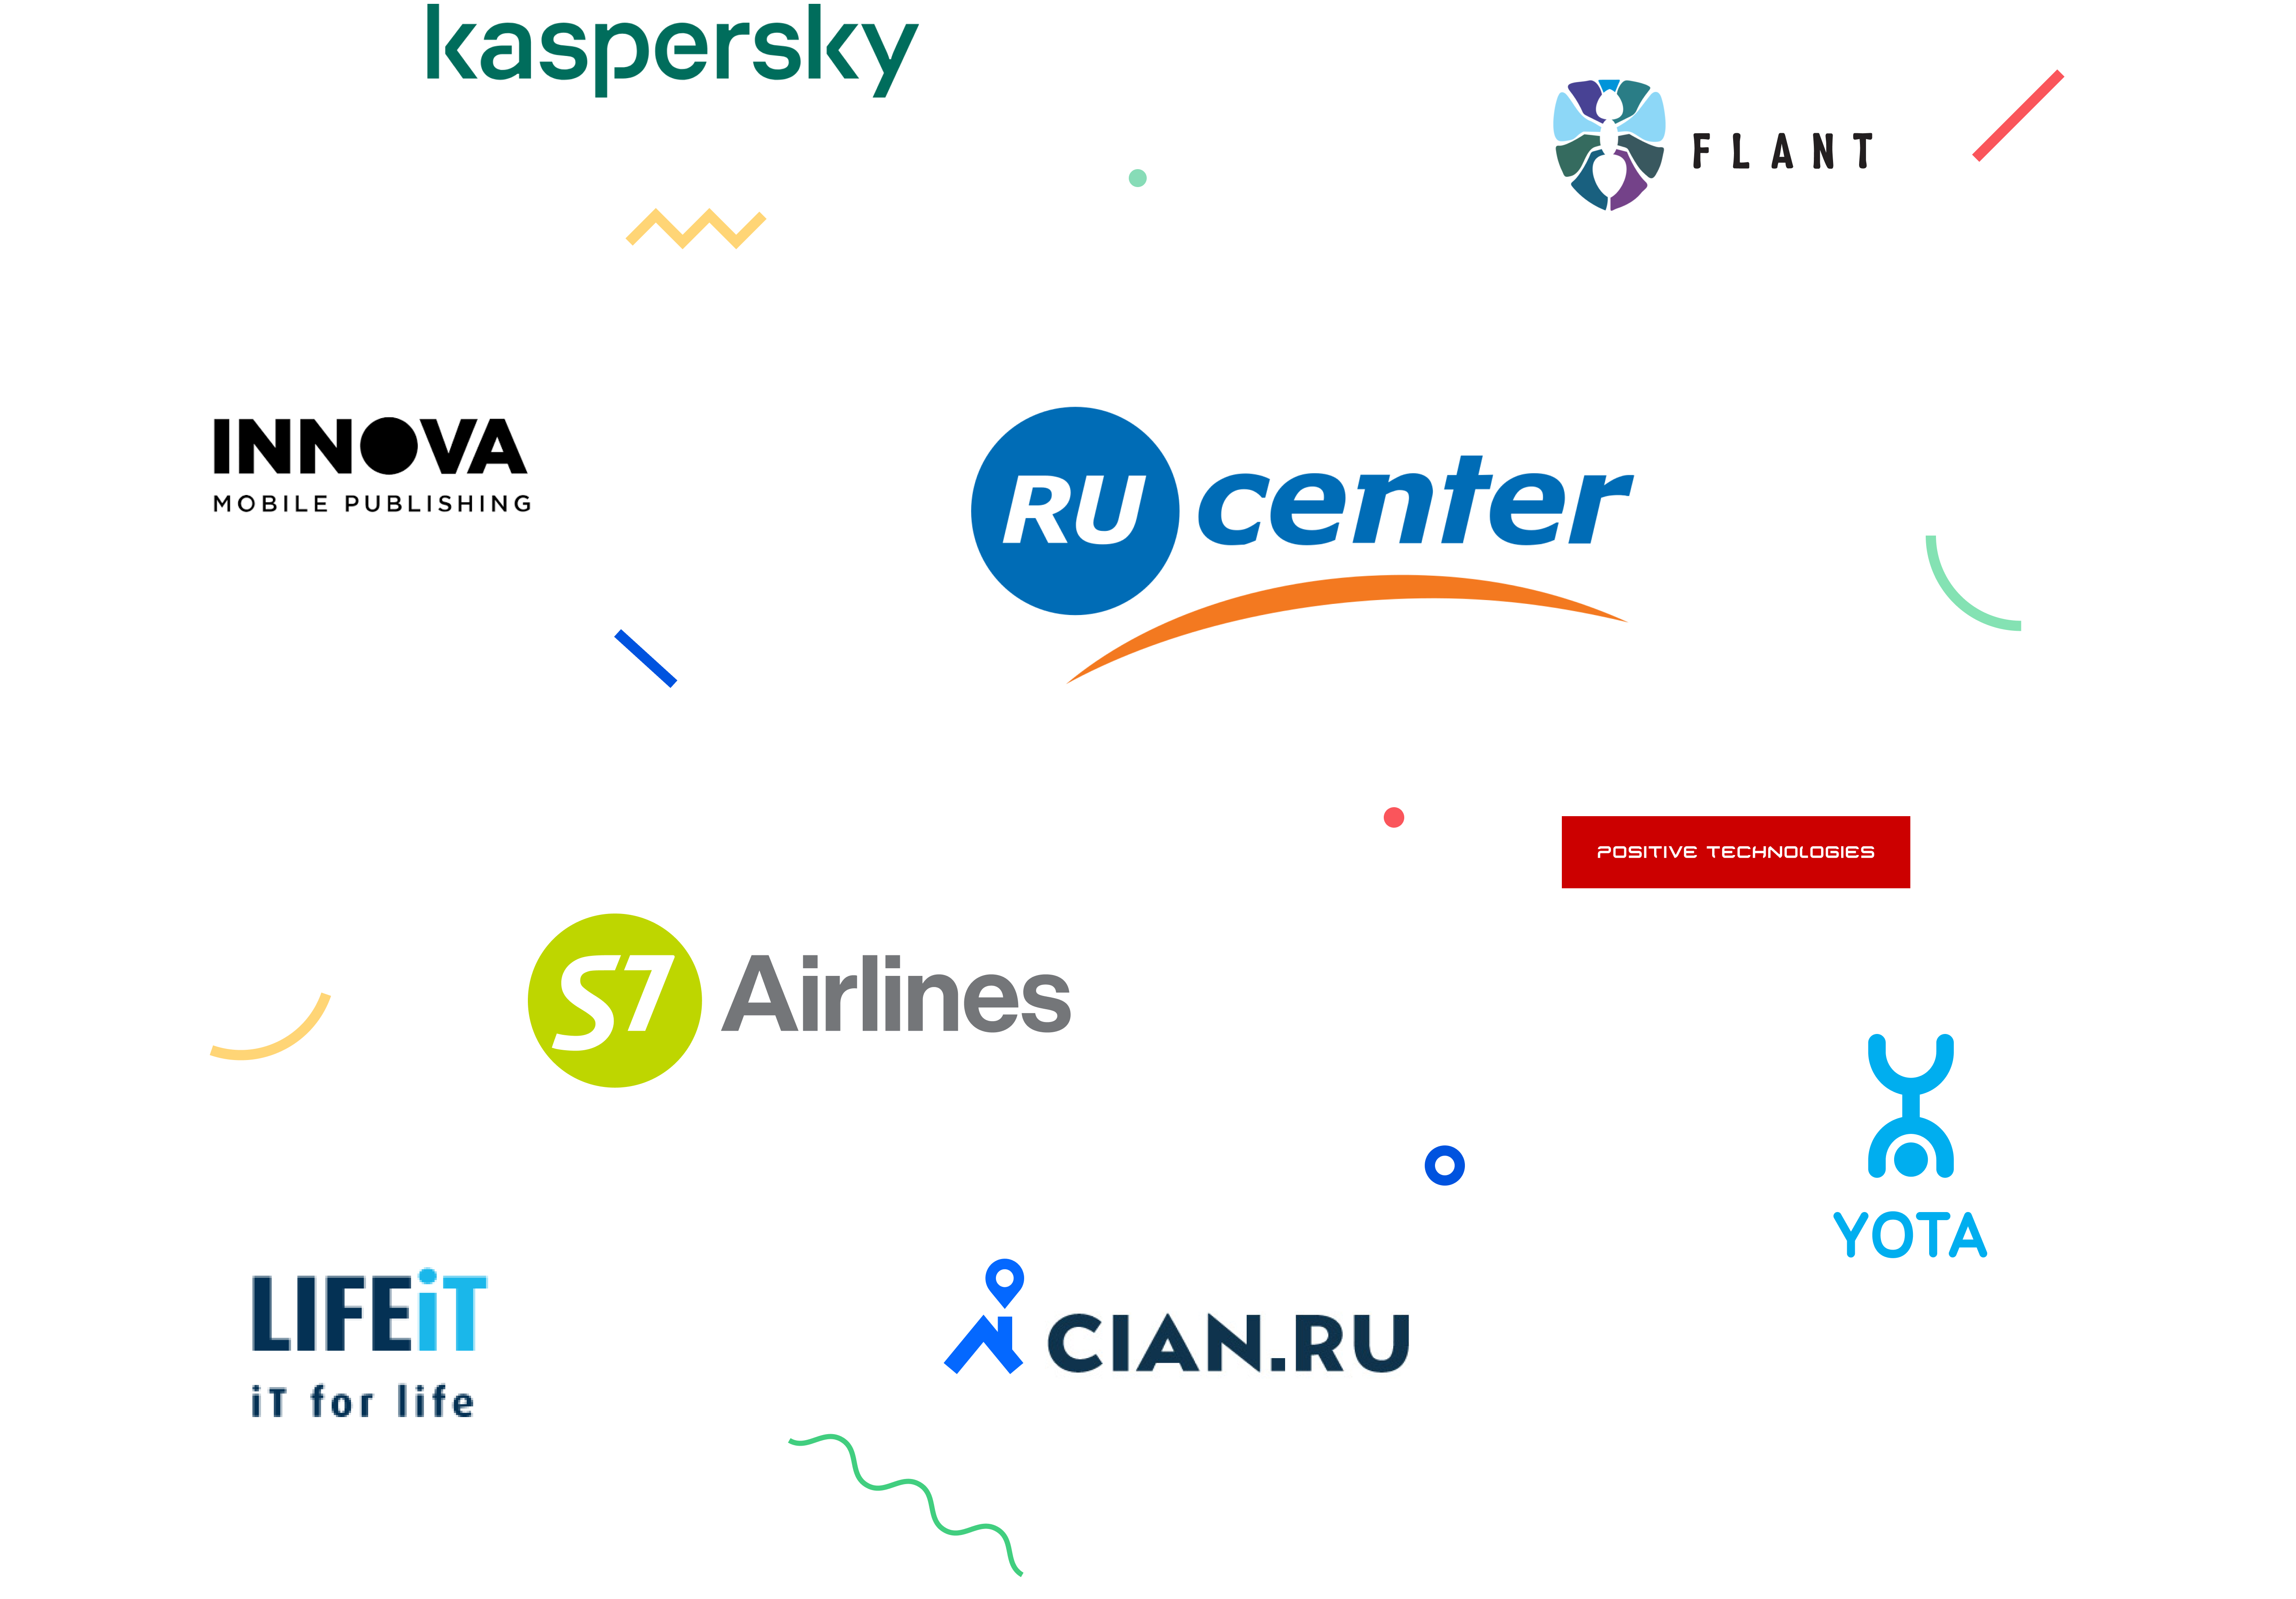 kaspersky
FLANT
INNOVA
MOBILE PUBLISHING
RU center
POSITIVE TECHNOLOGIES
S7 Airlines
YOTA
LIFEiT
iT for life
CIAN.RU